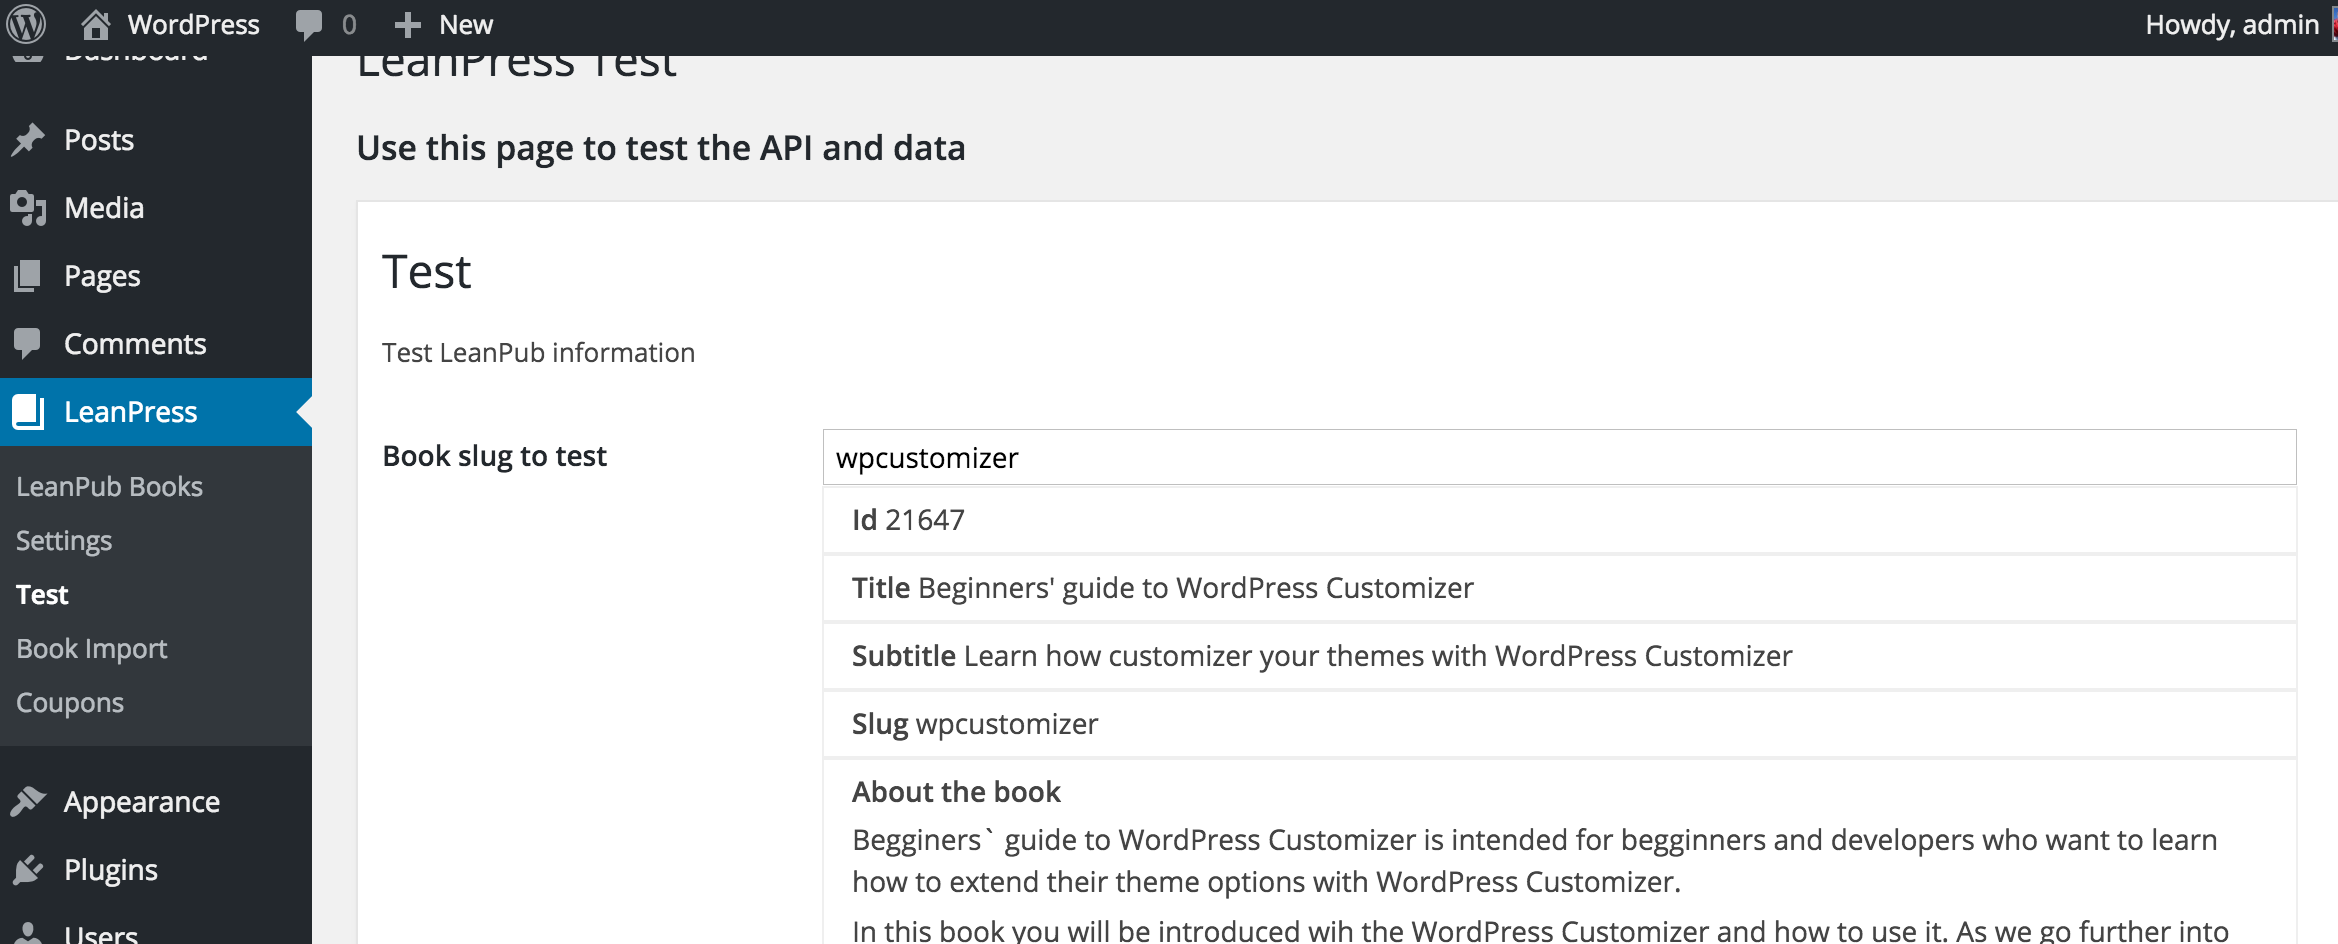 WordPress 0 New Howdy, admin
Dashboard
Posts
Media
Pages
Comments
LeanPress
LeanPub Books
Settings
Test
Book Import
Coupons
Appearance
Plugins
Users
LeanPress Test
Use this page to test the API and data
Test
Test LeanPub information
Book slug to test
wpcustomizer
Id 21647
Title Beginners' guide to WordPress Customizer
Subtitle Learn how customizer your themes with WordPress Customizer
Slug wpcustomizer
About the book
Begginers` guide to WordPress Customizer is intended for begginners and developers who want to learn
how to extend their theme options with WordPress Customizer.
In this book you will be introduced wih the WordPress Customizer and how to use it. As we go further into